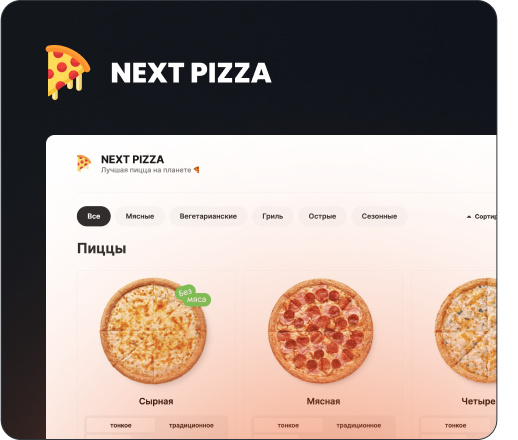 NEXT PIZZA
NEXT PIZZA
Лучшая пицца на планете
Все Мясные Вегетарианские Гриль Острые Сезонные
Пиццы
Без
мяса
Сырная Мясная Четыре
тонкое традиционное тонкое традиционное тонкое